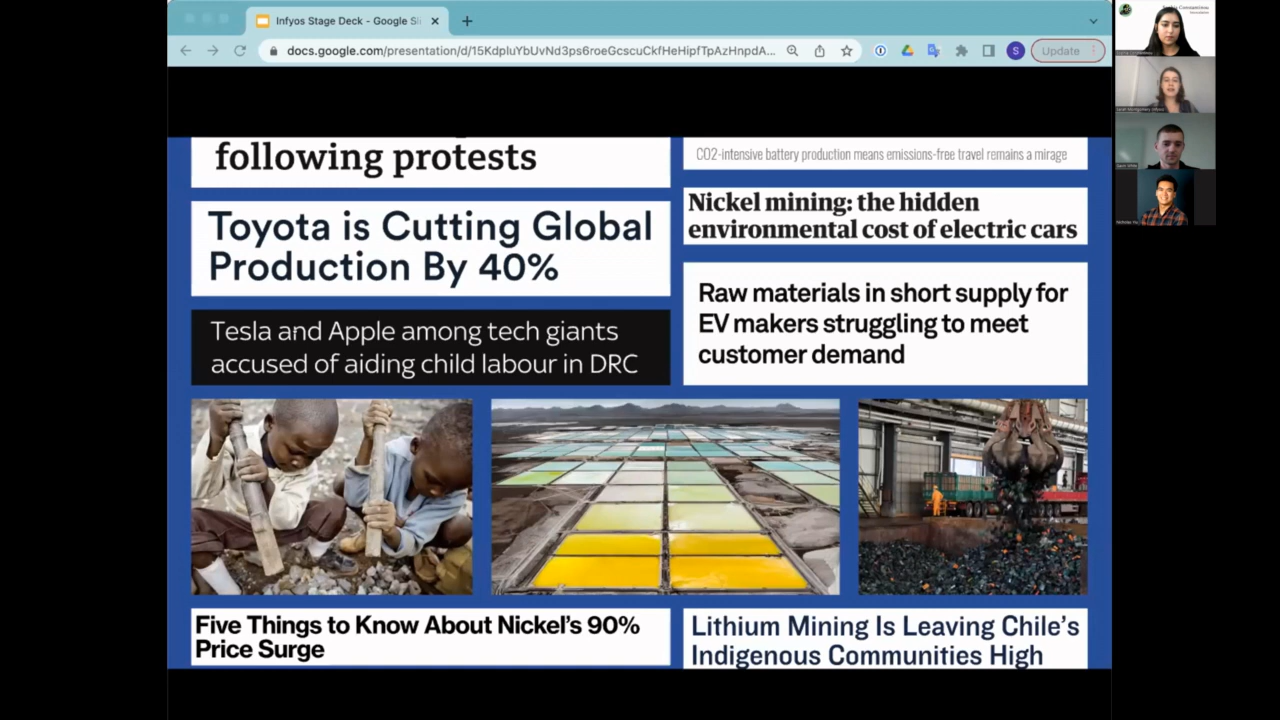 Infyos Stage Deck - Google Sli
docs.google.com/presentation/d/15KdpluYbUvNd3ps6roeGcscuCkfHeHipfTpAzHnpdA...
S
Update
following protests
Toyota is Cutting Global
Production By 40%
Tesla and Apple among tech giants
accused of aiding child labour in DRC
CO2-intensive battery production means emissions-free travel remains a mirage
Nickel mining: the hidden
environmental cost of electric cars
Raw materials in short supply for
EV makers struggling to meet
customer demand
Five Things to Know About Nickel's 90%
Price Surge
Lithium Mining Is Leaving Chile's
Indigenous Communities High